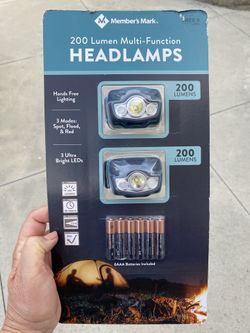 Member's Mark.
200 Lumen Multi-Function
HEADLAMPS
Hands Free
Lighting
200
LUMENS
3 Modes:
Spot, Flood,
& Red
3 Ultra
Bright LEDs
200
LUMENS
6AAA Batteries Included